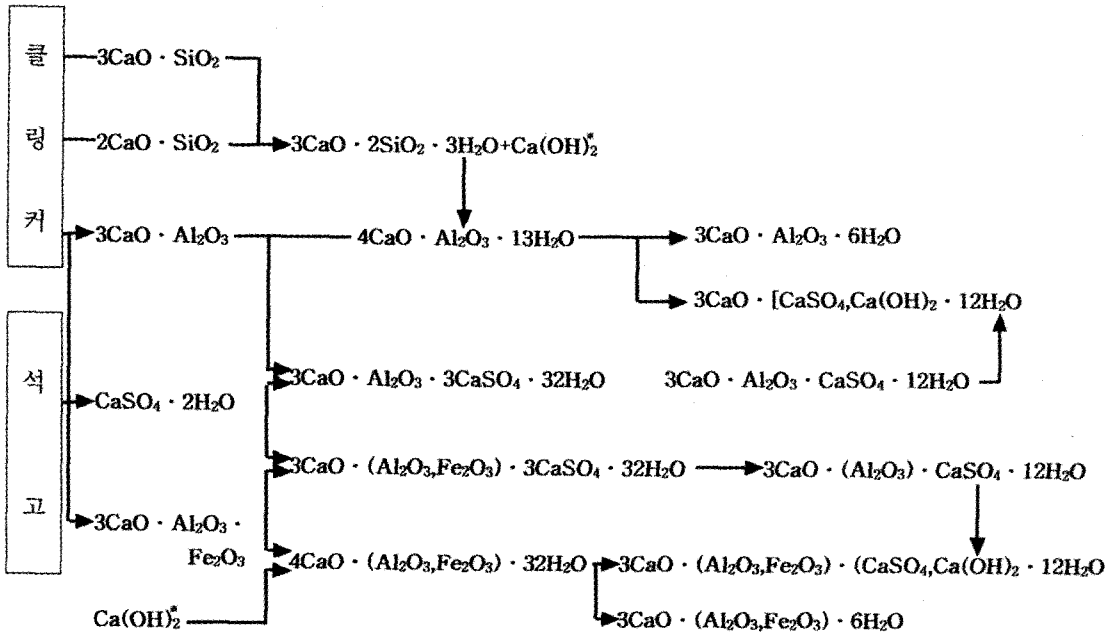 클링커
3CaO · SiO₂
2CaO · SiO₂
3CaO · 2SiO₂ · 3H₂O+Ca(OH)₂*
3CaO · Al₂O₃
4CaO · Al₂O₃ · 13H₂O
3CaO · Al₂O₃ · 6H₂O
3CaO · [CaSO₄,Ca(OH)₂ · 12H₂O
석고
3CaO · Al₂O₃ · 3CaSO₄ · 32H₂O
3CaO · Al₂O₃ · CaSO₄ · 12H₂O
CaSO₄ · 2H₂O
3CaO · (Al₂O₃,Fe₂O₃) · 3CaSO₄ · 32H₂O
3CaO · (Al₂O₃) · CaSO₄ · 12H₂O
3CaO · Al₂O₃ ·
Fe₂O₃
4CaO · (Al₂O₃,Fe₂O₃) · 32H₂O
3CaO · (Al₂O₃,Fe₂O₃) · (CaSO₄,Ca(OH)₂ · 12H₂O
Ca(OH)₂*
3CaO · (Al₂O₃,Fe₂O₃) · 6H₂O